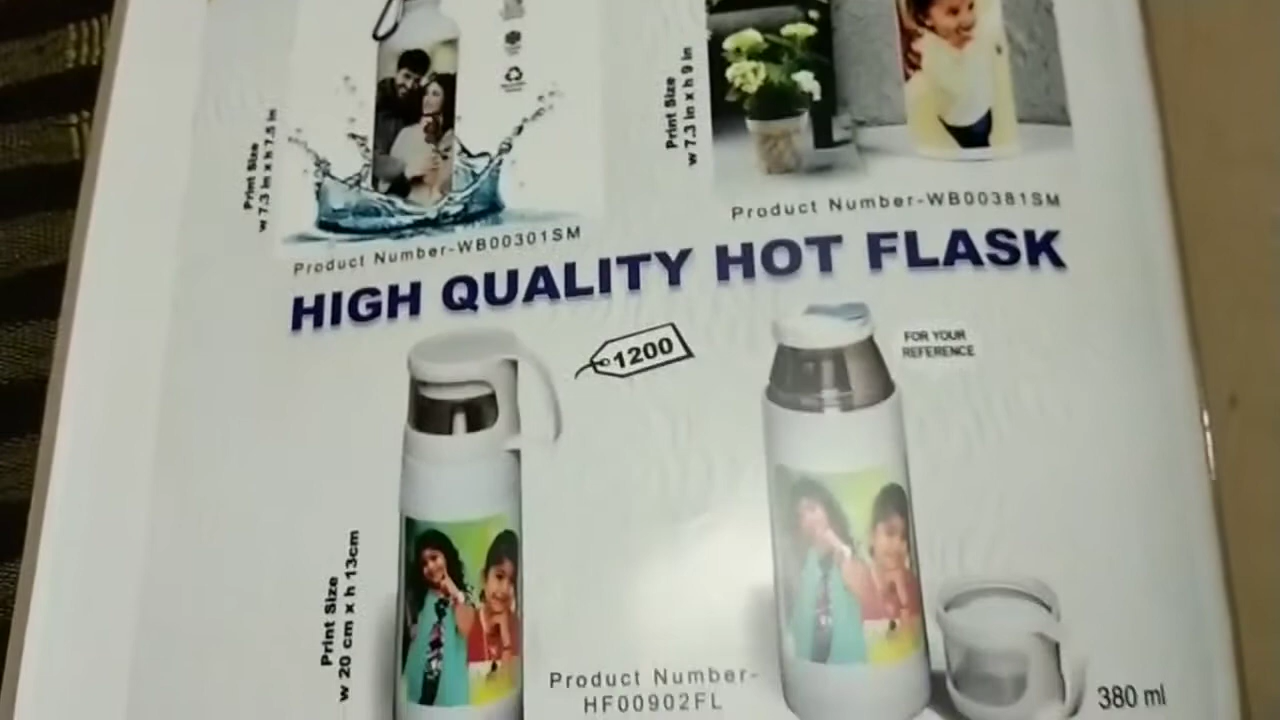 Print Size
w 7.3 in x h 7.5 in
Print Size
w 7.3 in x h 9 in
Product Number-WB00301SM
Product Number-WB00381SM
HIGH QUALITY HOT FLASK
1200
FOR YOUR
REFERENCE
Print Size
w 20 cm x h 13cm
Product Number-
HF00902FL
380 ml